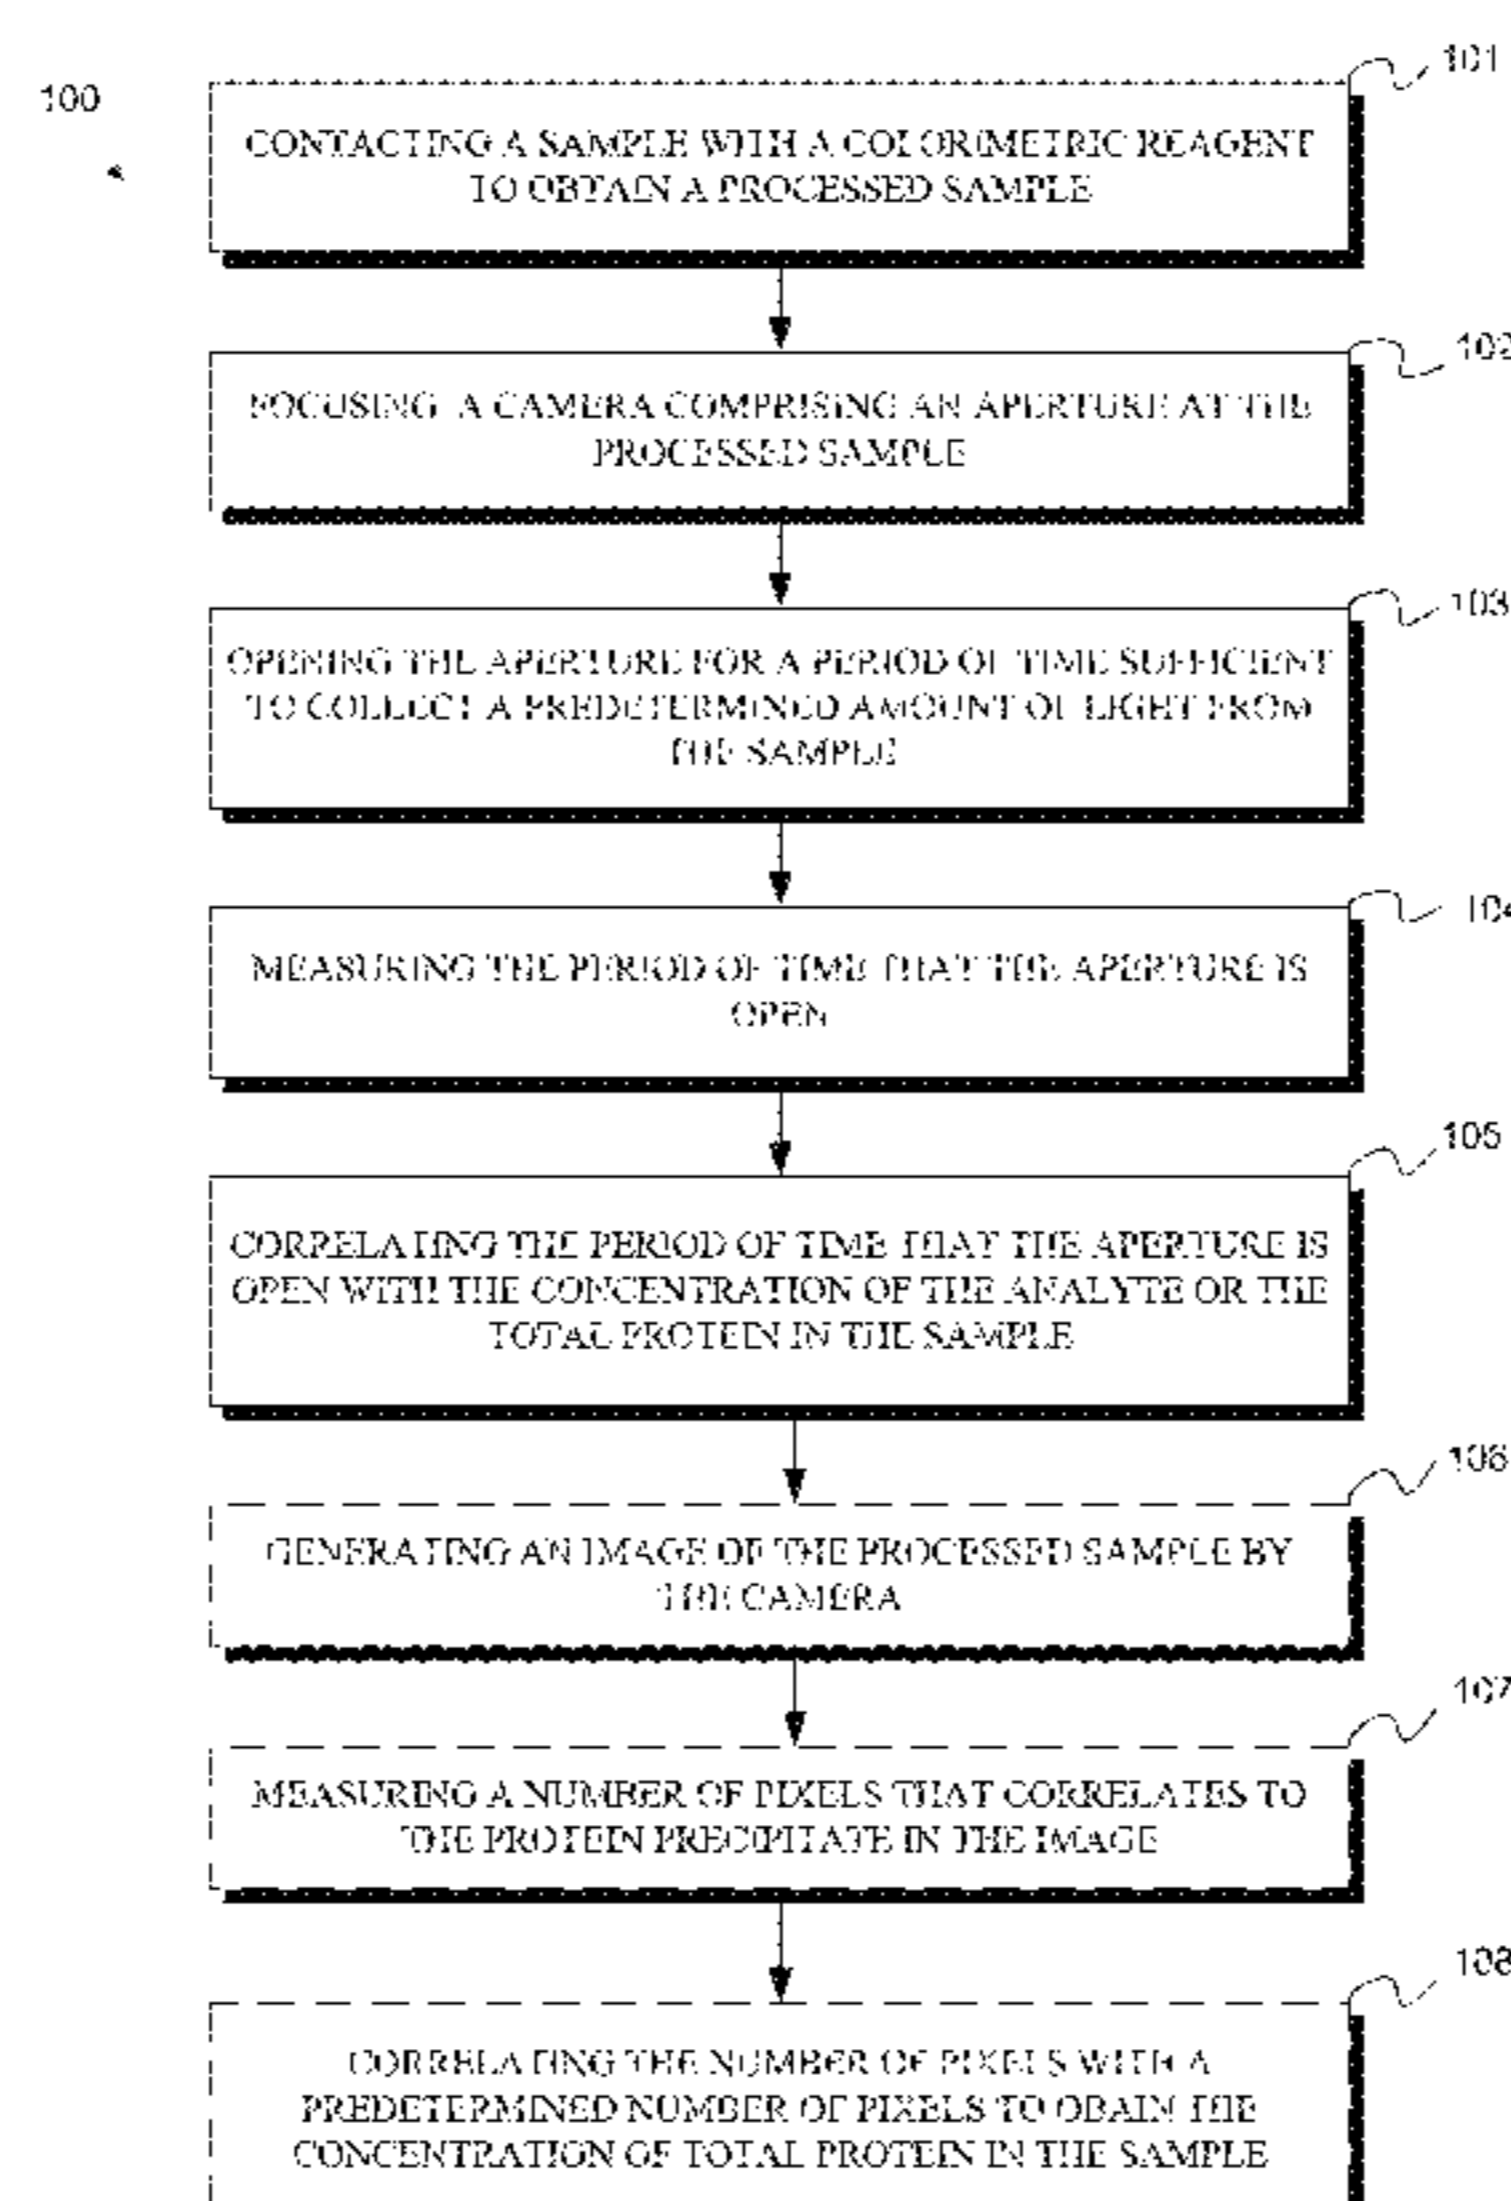 100
101
CONTACTING A SAMPLE WITH A COLORIMETRIC REAGENT
TO OBTAIN A PROCESSED SAMPLE
102
FOCUSING A CAMERA COMPRISING AN APERTURE AT THE
PROCESSED SAMPLE
103
OPENING THE APERTURE FOR A PERIOD OF TIME SUFFICIENT
TO COLLECT A PREDETERMINED AMOUNT OF LIGHT FROM
THE SAMPLE
104
MEASURING THE PERIOD OF TIME THAT THE APERTURE IS
OPEN
105
CORRELATING THE PERIOD OF TIME THAT THE APERTURE IS
OPEN WITH THE CONCENTRATION OF THE ANALYTE OR THE
TOTAL PROTEIN IN THE SAMPLE
106
GENERATING AN IMAGE OF THE PROCESSED SAMPLE BY
THE CAMERA
107
MEASURING A NUMBER OF PIXELS THAT CORRELATES TO
THE PROTEIN PRECIPITATE IN THE IMAGE
108
CORRELATING THE NUMBER OF PIXELS WITH A
PREDETERMINED NUMBER OF PIXELS TO OBAIN THE
CONCENTRATION OF TOTAL PROTEIN IN THE SAMPLE